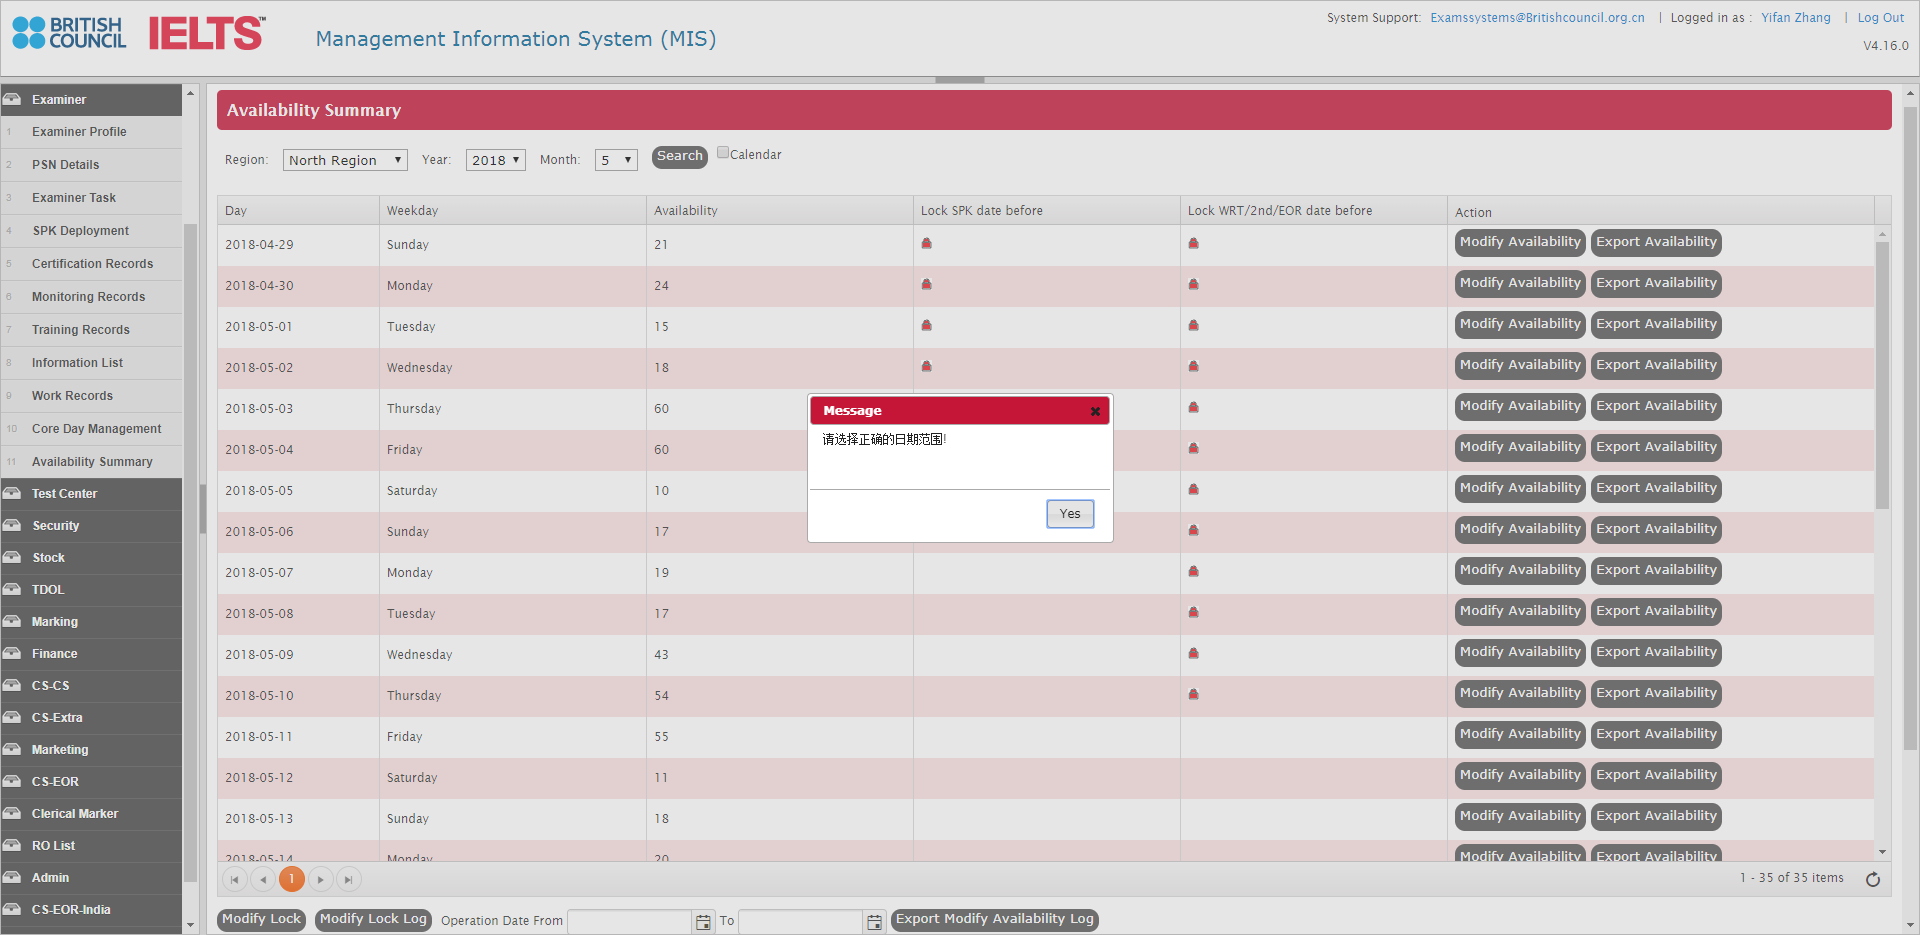 BRITISH
COUNCIL
IELTS™
Management Information System (MIS)
System Support: Examssystems@Britishcouncil.org.cn | Logged in as : Yifan Zhang | Log Out
V4.16.0
Examiner
1 Examiner Profile
2 PSN Details
3 Examiner Task
4 SPK Deployment
5 Certification Records
6 Monitoring Records
7 Training Records
8 Information List
9 Work Records
10 Core Day Management
11 Availability Summary
Test Center
Security
Stock
TDOL
Marking
Finance
CS-CS
CS-Extra
Marketing
CS-EOR
Clerical Marker
RO List
Admin
CS-EOR-India
Availability Summary
Region: North Region Year: 2018 Month: 5 Search Calendar
Day Weekday Availability Lock SPK date before Lock WRT/2nd/EOR date before Action
2018-04-29 Sunday 21 Modify Availability Export Availability
2018-04-30 Monday 24 Modify Availability Export Availability
2018-05-01 Tuesday 15 Modify Availability Export Availability
2018-05-02 Wednesday 18 Modify Availability Export Availability
2018-05-03 Thursday 60 Modify Availability Export Availability
2018-05-04 Friday 60 Modify Availability Export Availability
2018-05-05 Saturday 10 Modify Availability Export Availability
2018-05-06 Sunday 17 Modify Availability Export Availability
2018-05-07 Monday 19 Modify Availability Export Availability
2018-05-08 Tuesday 17 Modify Availability Export Availability
2018-05-09 Wednesday 43 Modify Availability Export Availability
2018-05-10 Thursday 54 Modify Availability Export Availability
2018-05-11 Friday 55 Modify Availability Export Availability
2018-05-12 Saturday 11 Modify Availability Export Availability
2018-05-13 Sunday 18 Modify Availability Export Availability
2018-05-14 Monday 20 Modify Availability Export Availability
Message
请选择正确的日期范围!
Yes
1
1 - 35 of 35 items
Modify Lock Modify Lock Log Operation Date From To Export Modify Availability Log